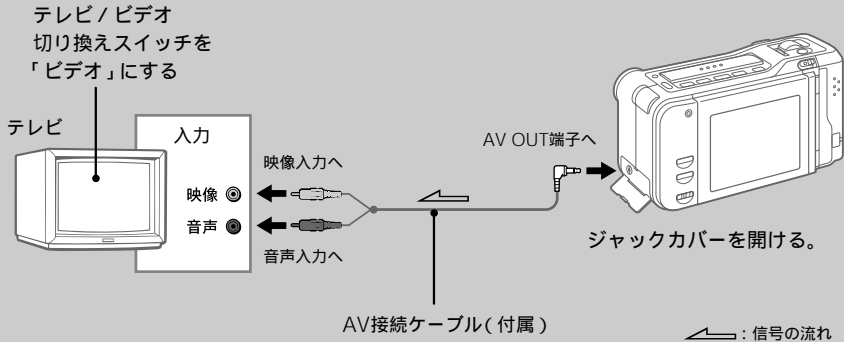 テレビ / ビデオ
切り換えスイッチを
「ビデオ」にする
テレビ
入力
映像
音声
映像入力へ
音声入力へ
AV OUT端子へ
ジャックカバーを開ける。
AV接続ケーブル(付属)
:信号の流れ